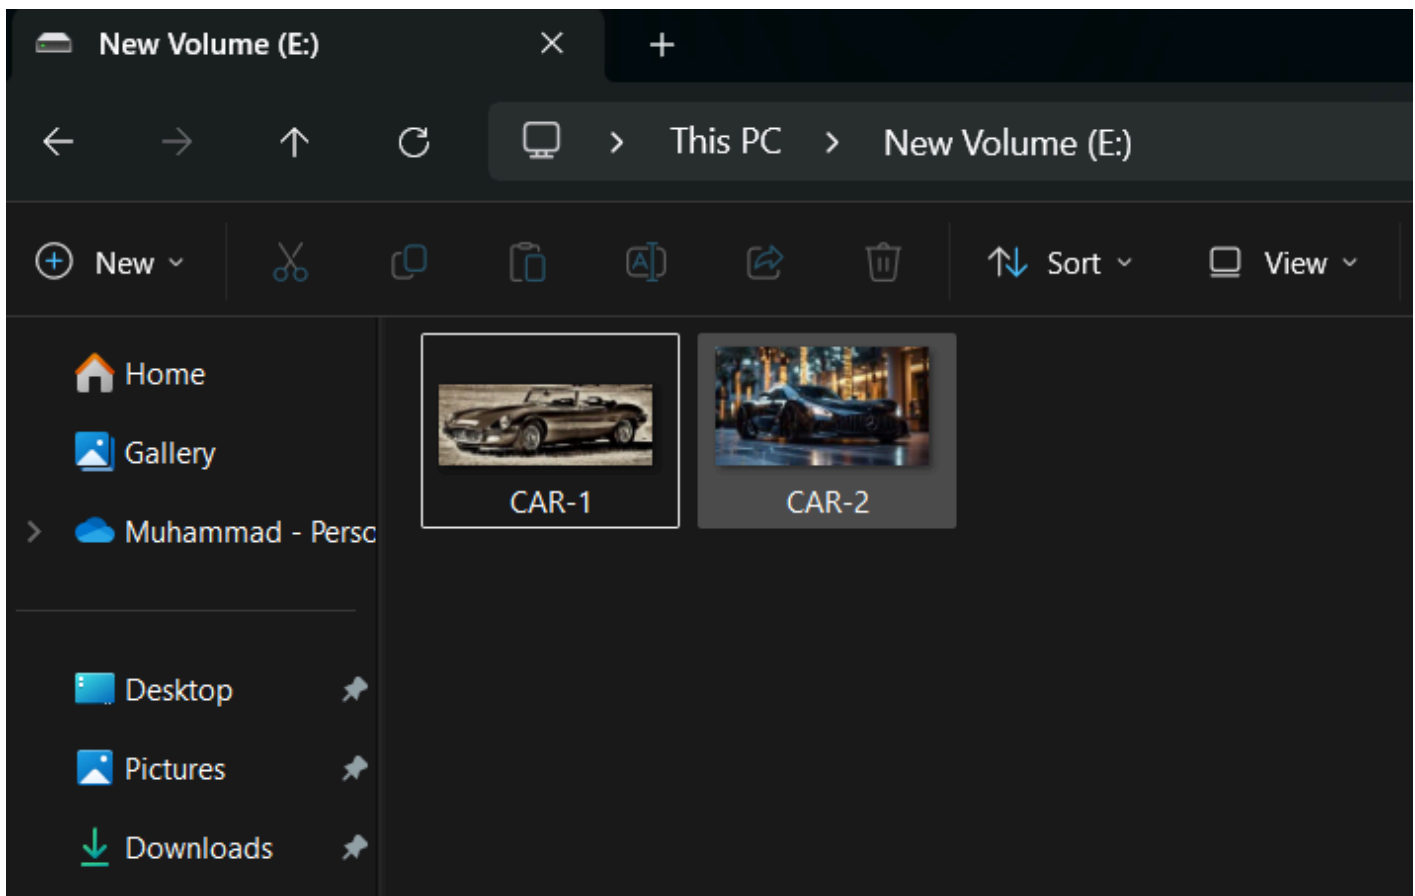 New Volume (E:)
This PC > New Volume (E:)
New
Sort
View
Home
Gallery
Muhammad - Perso
Desktop
Pictures
Downloads
CAR-1
CAR-2